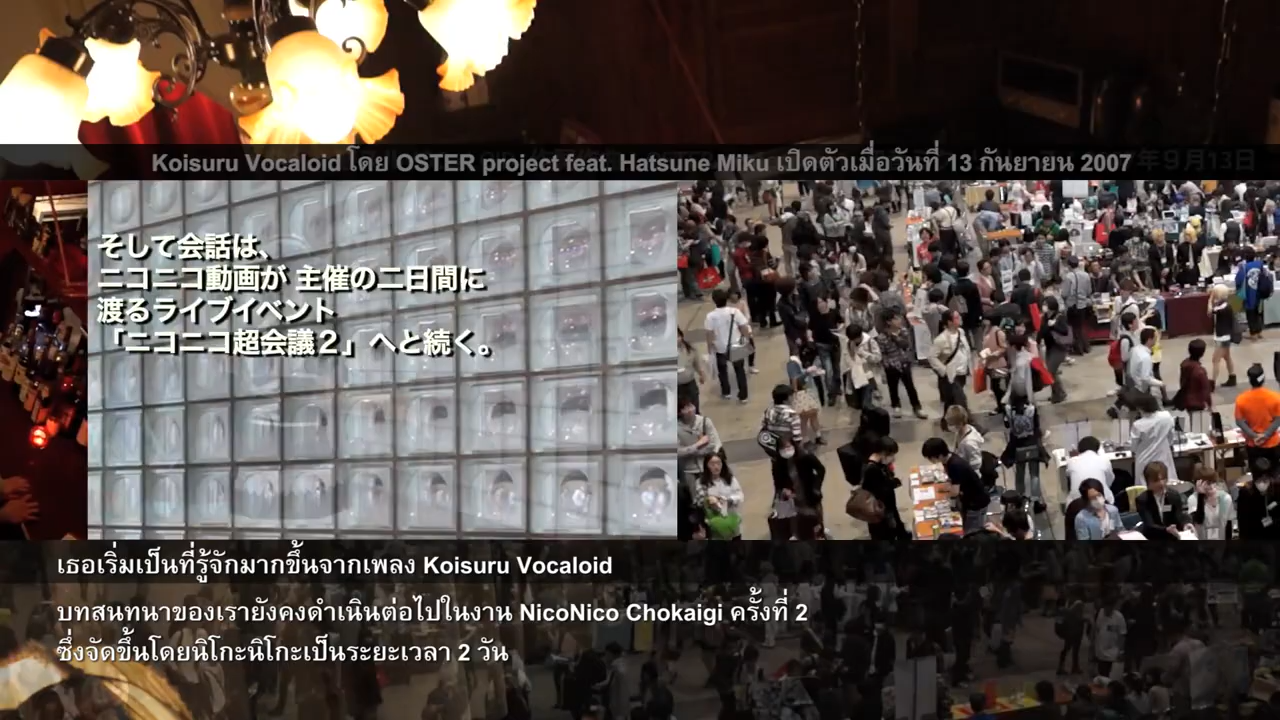 Koisuru Vocaloid โดย OSTER project feat. Hatsune Miku เปิดตัวเมื่อวันที่ 13 กันยายน 2007
年9月13日
そして会話は、
ニコニコ動画が 主催の二日間に
渡るライブイベント
「ニコニコ超会議2」へと続く。
เธอเริ่มเป็นที่รู้จักมากขึ้นจากเพลง Koisuru Vocaloid
บทสนทนาของเรายังคงดำเนินต่อไปในงาน NicoNico Chokaigi ครั้งที่ 2
ซึ่งจัดขึ้นโดยนิโกะนิโกะเป็นระยะเวลา 2 วัน